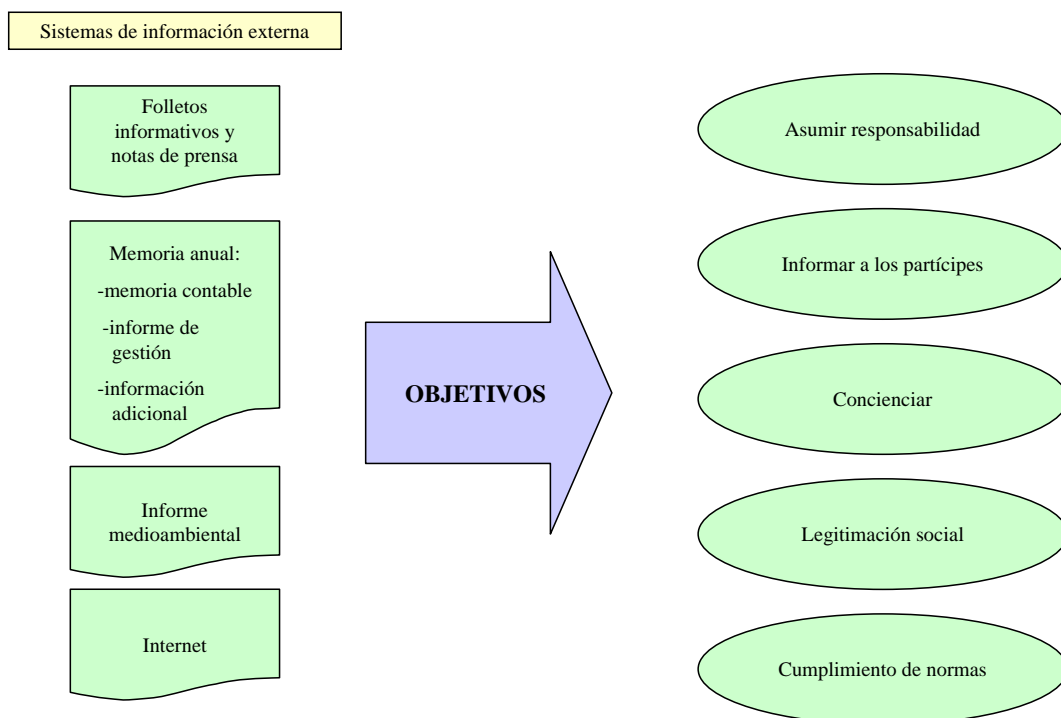 Sistemas de información externa
Folletos
informativos y
notas de prensa
Memoria anual:
-memoria contable
-informe de
gestión
-información
adicional
Informe
medioambiental
Internet
OBJETIVOS
Asumir responsabilidad
Informar a los partícipes
Concienciar
Legitimación social
Cumplimiento de normas